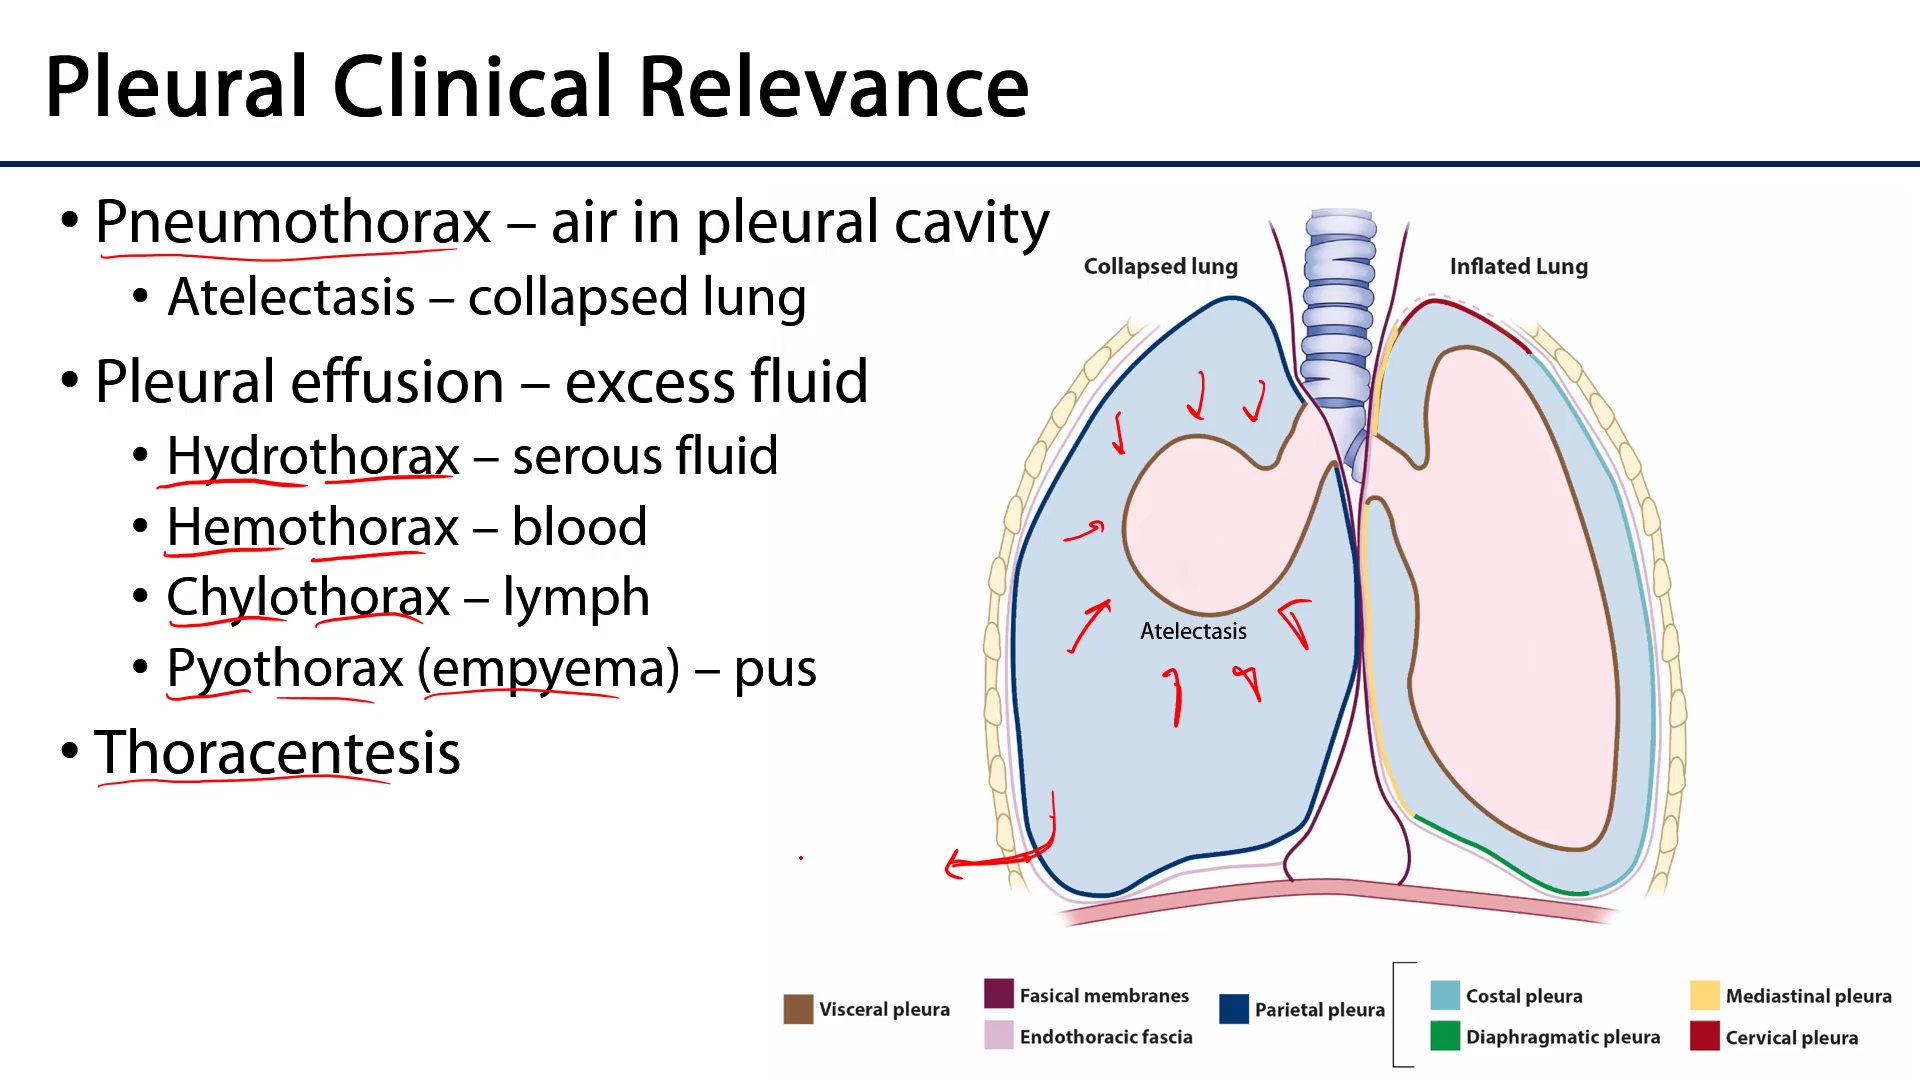 Pleural Clinical Relevance
• Pneumothorax – air in pleural cavity
• Atelectasis – collapsed lung
• Pleural effusion – excess fluid
• Hydrothorax – serous fluid
• Hemothorax – blood
• Chylothorax – lymph
• Pyothorax (empyema) – pus
• Thoracentesis
Collapsed lung
Inflated Lung
Atelectasis
Visceral pleura
Fasical membranes
Endothoracic fascia
Parietal pleura
Costal pleura
Diaphragmatic pleura
Mediastinal pleura
Cervical pleura